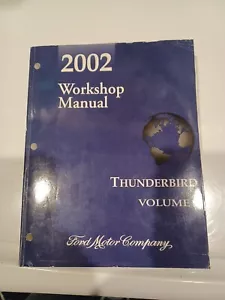 2002
Workshop
Manual
THUNDERBIRD
VOLUME
Ford Motor Company